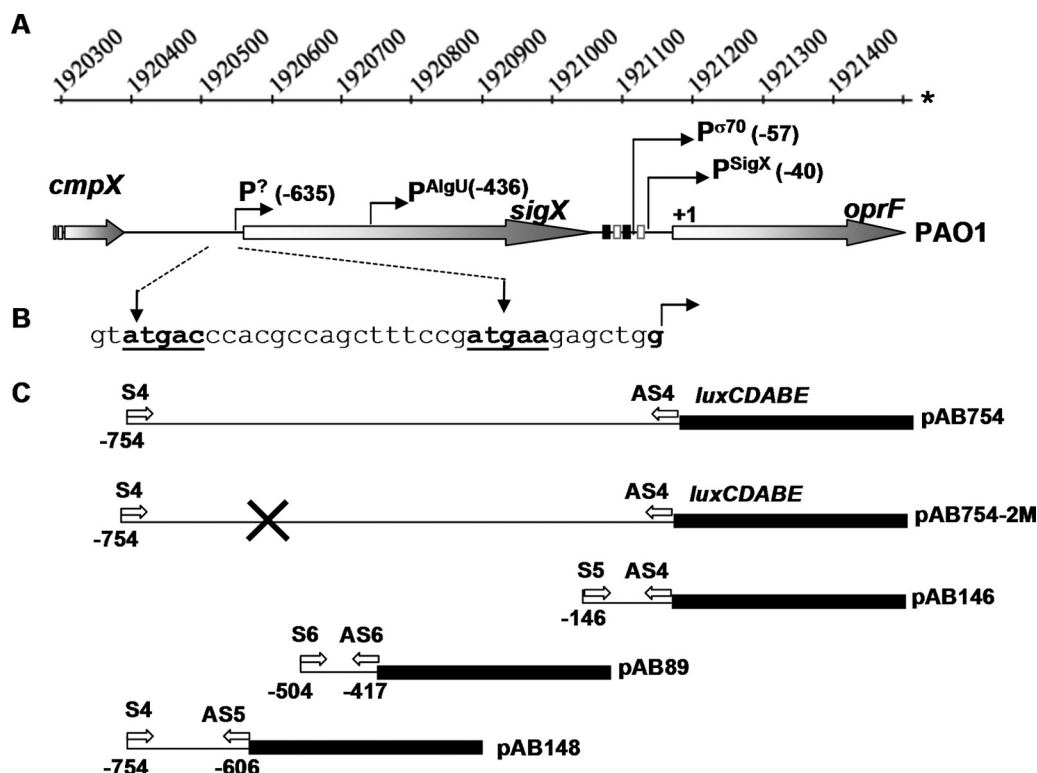 A
1920300 1920400 1920500 1920600 1920700 1920800 1920900 1921000 1921100 1921200 1921300 1921400 *
Pσ70 (-57)
PSigX (-40)
cmpX P? (-635) PAlgU(-436) sigX +1 oprF PAO1
B
gtatgacccacgccagctttccgatgaagagctgg
C
S4 AS4 luxCDABE pAB754
-754
S4 AS4 luxCDABE pAB754-2M
-754
S5 AS4 pAB146
-146
S6 AS6 pAB89
-504 -417
S4 AS5 pAB148
-754 -606